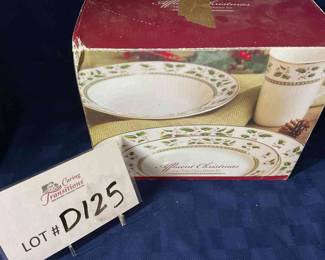 Affluent Christmas
Affluent Christmas
Caring
Transitions
LOT # D125